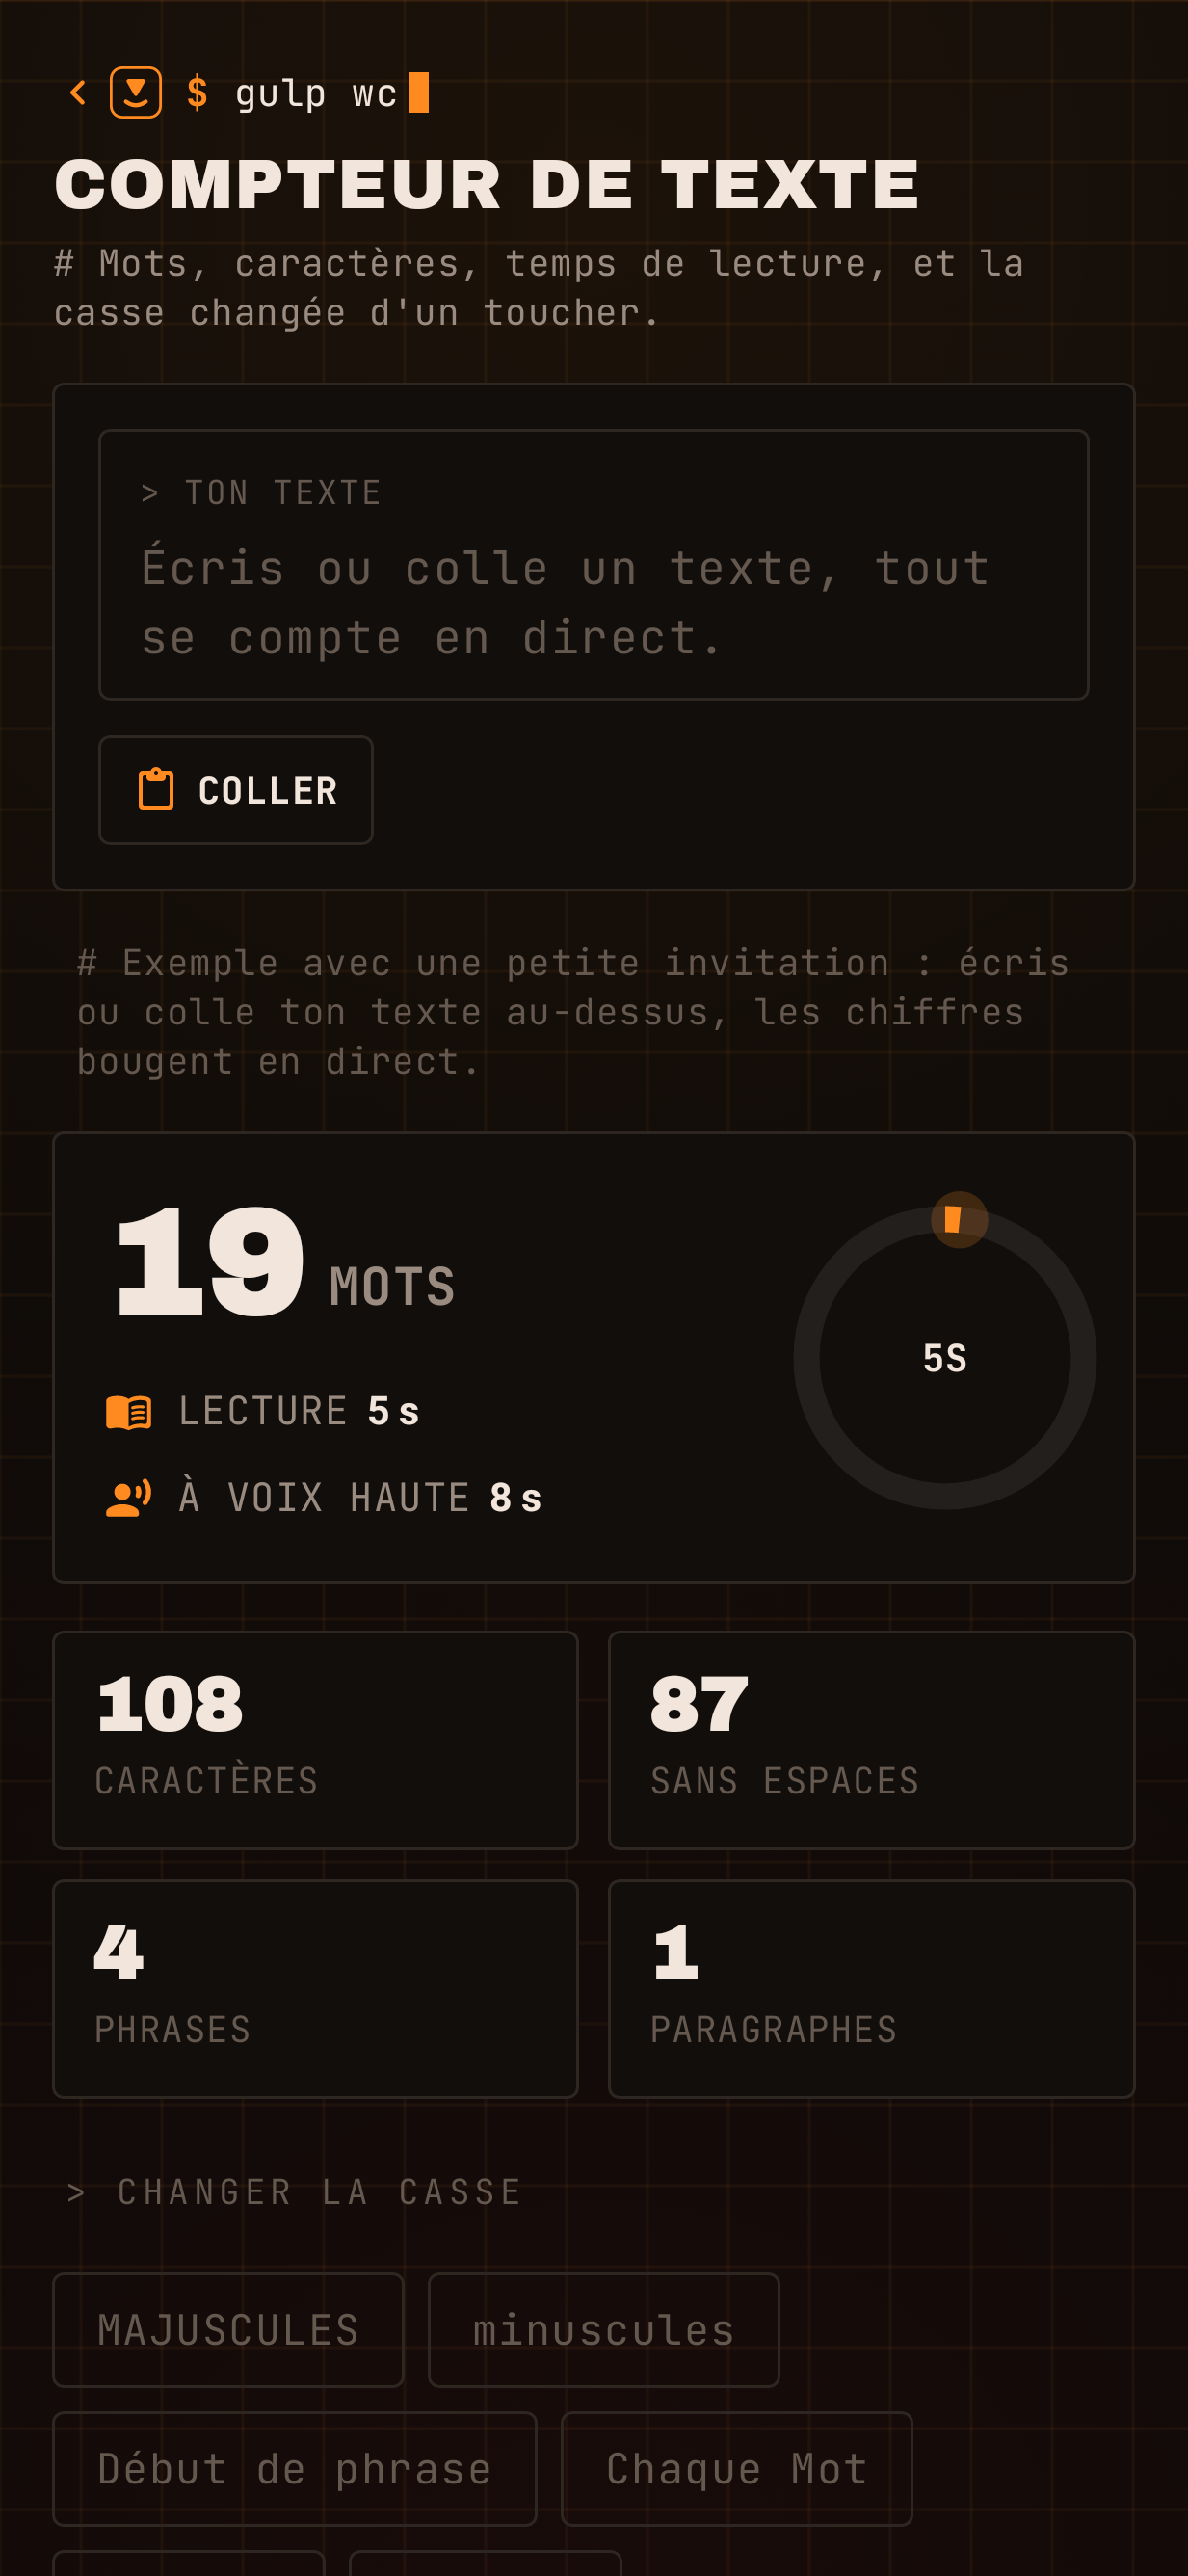 $ gulp wc
COMPTEUR DE TEXTE
# Mots, caractères, temps de lecture, et la
casse changée d'un toucher.
> TON TEXTE
Écris ou colle un texte, tout
se compte en direct.
COLLER
# Exemple avec une petite invitation : écris
ou colle ton texte au-dessus, les chiffres
bougent en direct.
19 MOTS
5S
LECTURE 5 s
À VOIX HAUTE 8 s
108
CARACTÈRES
87
SANS ESPACES
4
PHRASES
1
PARAGRAPHES
> CHANGER LA CASSE
MAJUSCULES
minuscules
Début de phrase
Chaque Mot